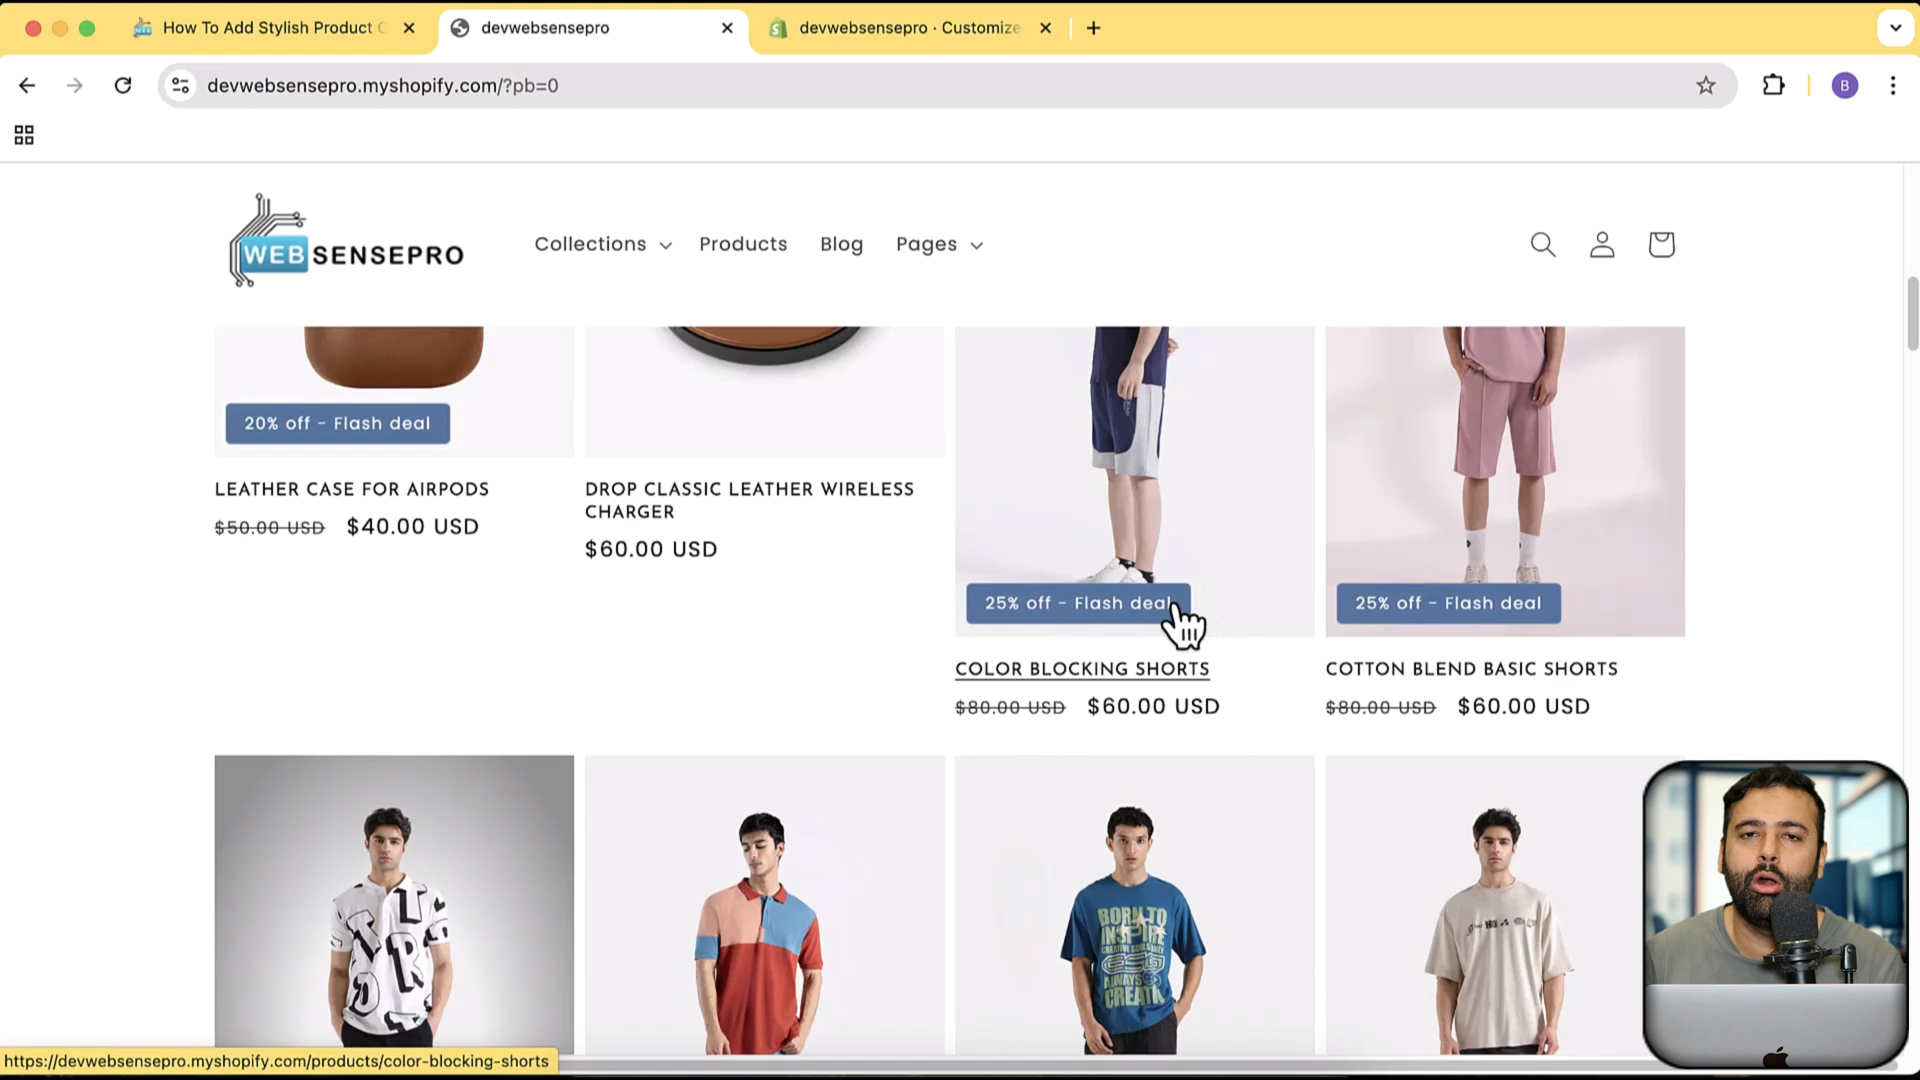 How To Add Stylish Product G
devwebsensepro
devwebsensepro · Customize
devwebsensepro.myshopify.com/?pb=0
B
WEB SENSEPRO
Collections
Products
Blog
Pages
20% off - Flash deal
LEATHER CASE FOR AIRPODS
$50.00 USD $40.00 USD
DROP CLASSIC LEATHER WIRELESS
CHARGER
$60.00 USD
25% off - Flash deal
COLOR BLOCKING SHORTS
$80.00 USD $60.00 USD
25% off - Flash deal
COTTON BLEND BASIC SHORTS
$80.00 USD $60.00 USD
BORN TO
INSPIRE
CREATIVE SOULS
ALWAYS
CREATE
https://devwebsensepro.myshopify.com/products/color-blocking-shorts